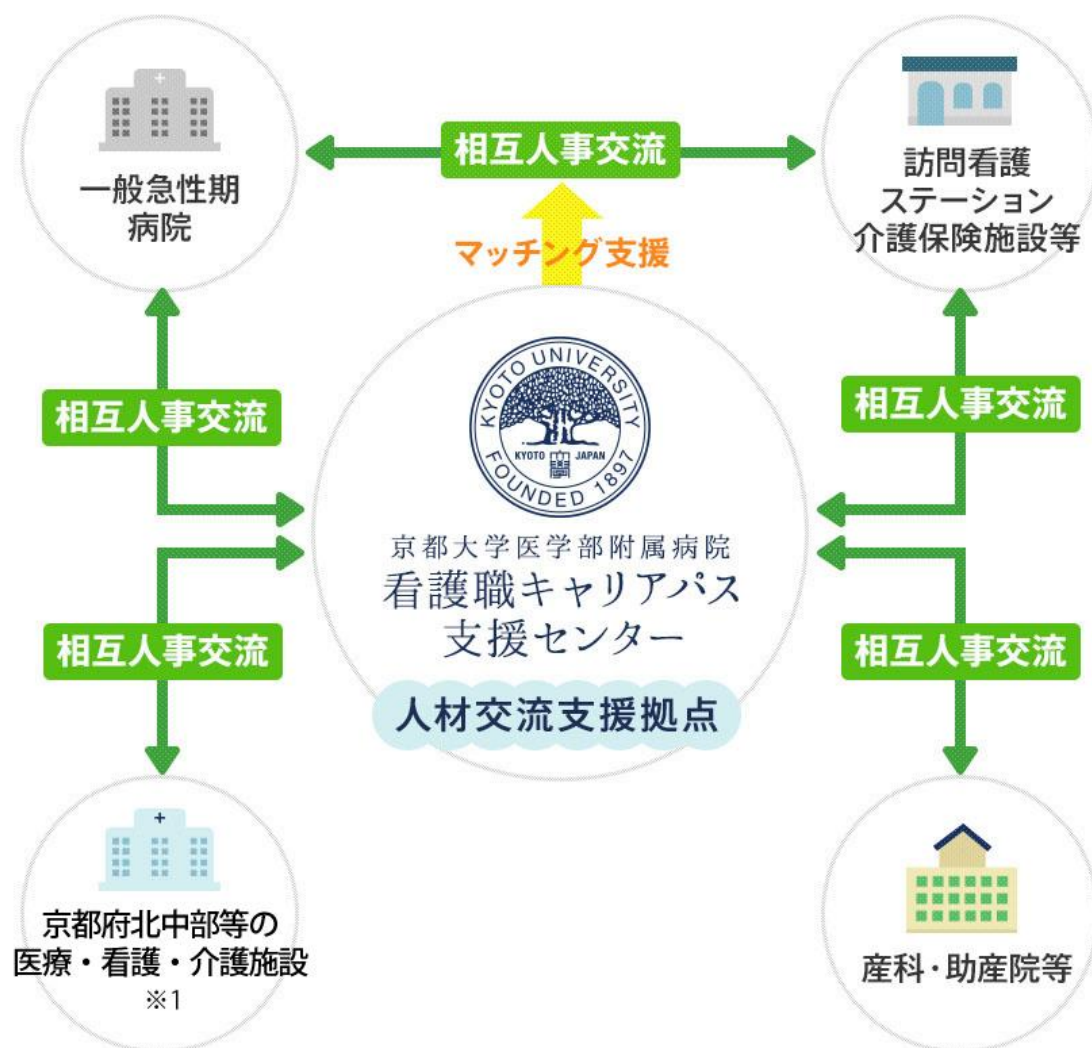 一般急性期
病院
相互人事交流
訪問看護
ステーション
介護保険施設等
マッチング支援
相互人事交流
相互人事交流
KYOTO UNIVERSITY
KYOTO
JAPAN
FOUNDED 1897
京都大学医学部附属病院
看護職キャリアパス
支援センター
人材交流支援拠点
相互人事交流
相互人事交流
京都府北中部等の
医療・看護・介護施設
※1
産科・助産院等